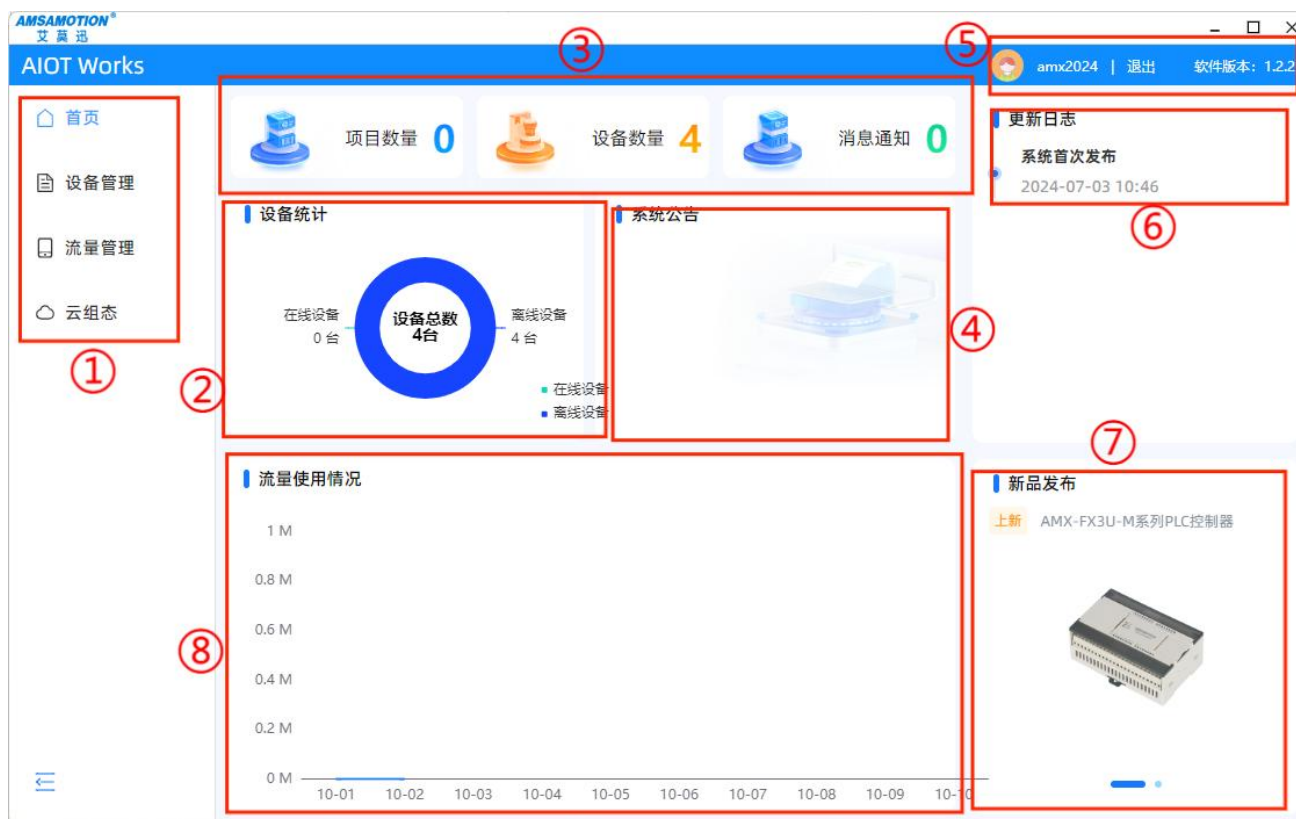 AMSAMOTION®
艾莫迅
AIOT Works
⑤
amx2024 | 退出 软件版本: 1.2.2
首页
设备管理
流量管理
云组态
①
③
项目数量 0
设备数量 4
消息通知 0
更新日志
系统首次发布
2024-07-03 10:46
⑥
设备统计
在线设备
0 台
设备总数
4台
离线设备
4 台
在线设备
离线设备
②
系统公告
④
流量使用情况
1 M
0.8 M
0.6 M
0.4 M
0.2 M
0 M
10-01 10-02 10-03 10-04 10-05 10-06 10-07 10-08 10-09 10-10
⑧
⑦
新品发布
上新 AMX-FX3U-M系列PLC控制器